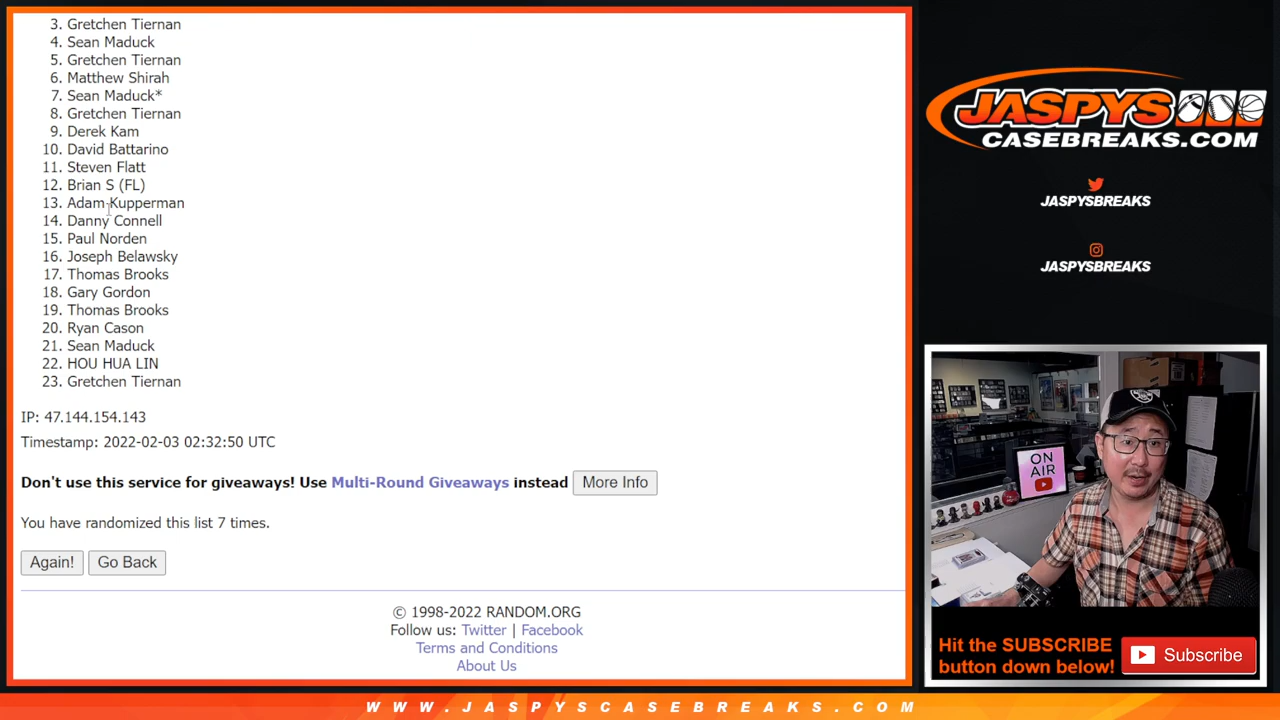 3. Gretchen Tiernan
4. Sean Maduck
5. Gretchen Tiernan
6. Matthew Shirah
7. Sean Maduck*
8. Gretchen Tiernan
9. Derek Kam
10. David Battarino
11. Steven Flatt
12. Brian S (FL)
13. Adam Kupperman
14. Danny Connell
15. Paul Norden
16. Joseph Belawsky
17. Thomas Brooks
18. Gary Gordon
19. Thomas Brooks
20. Ryan Cason
21. Sean Maduck
22. HOU HUA LIN
23. Gretchen Tiernan
IP: 47.144.154.143
Timestamp: 2022-02-03 02:32:50 UTC
Don't use this service for giveaways! Use Multi-Round Giveaways instead More Info
You have randomized this list 7 times.
Again! Go Back
© 1998-2022 RANDOM.ORG
Follow us: Twitter | Facebook
Terms and Conditions
About Us
JASPYS
CASEBREAKS.COM
JASPYSBREAKS
JASPYSBREAKS
ON
AIR
Hit the SUBSCRIBE
button down below!
Subscribe
WWW.JASPYSCASEBREAKS.COM